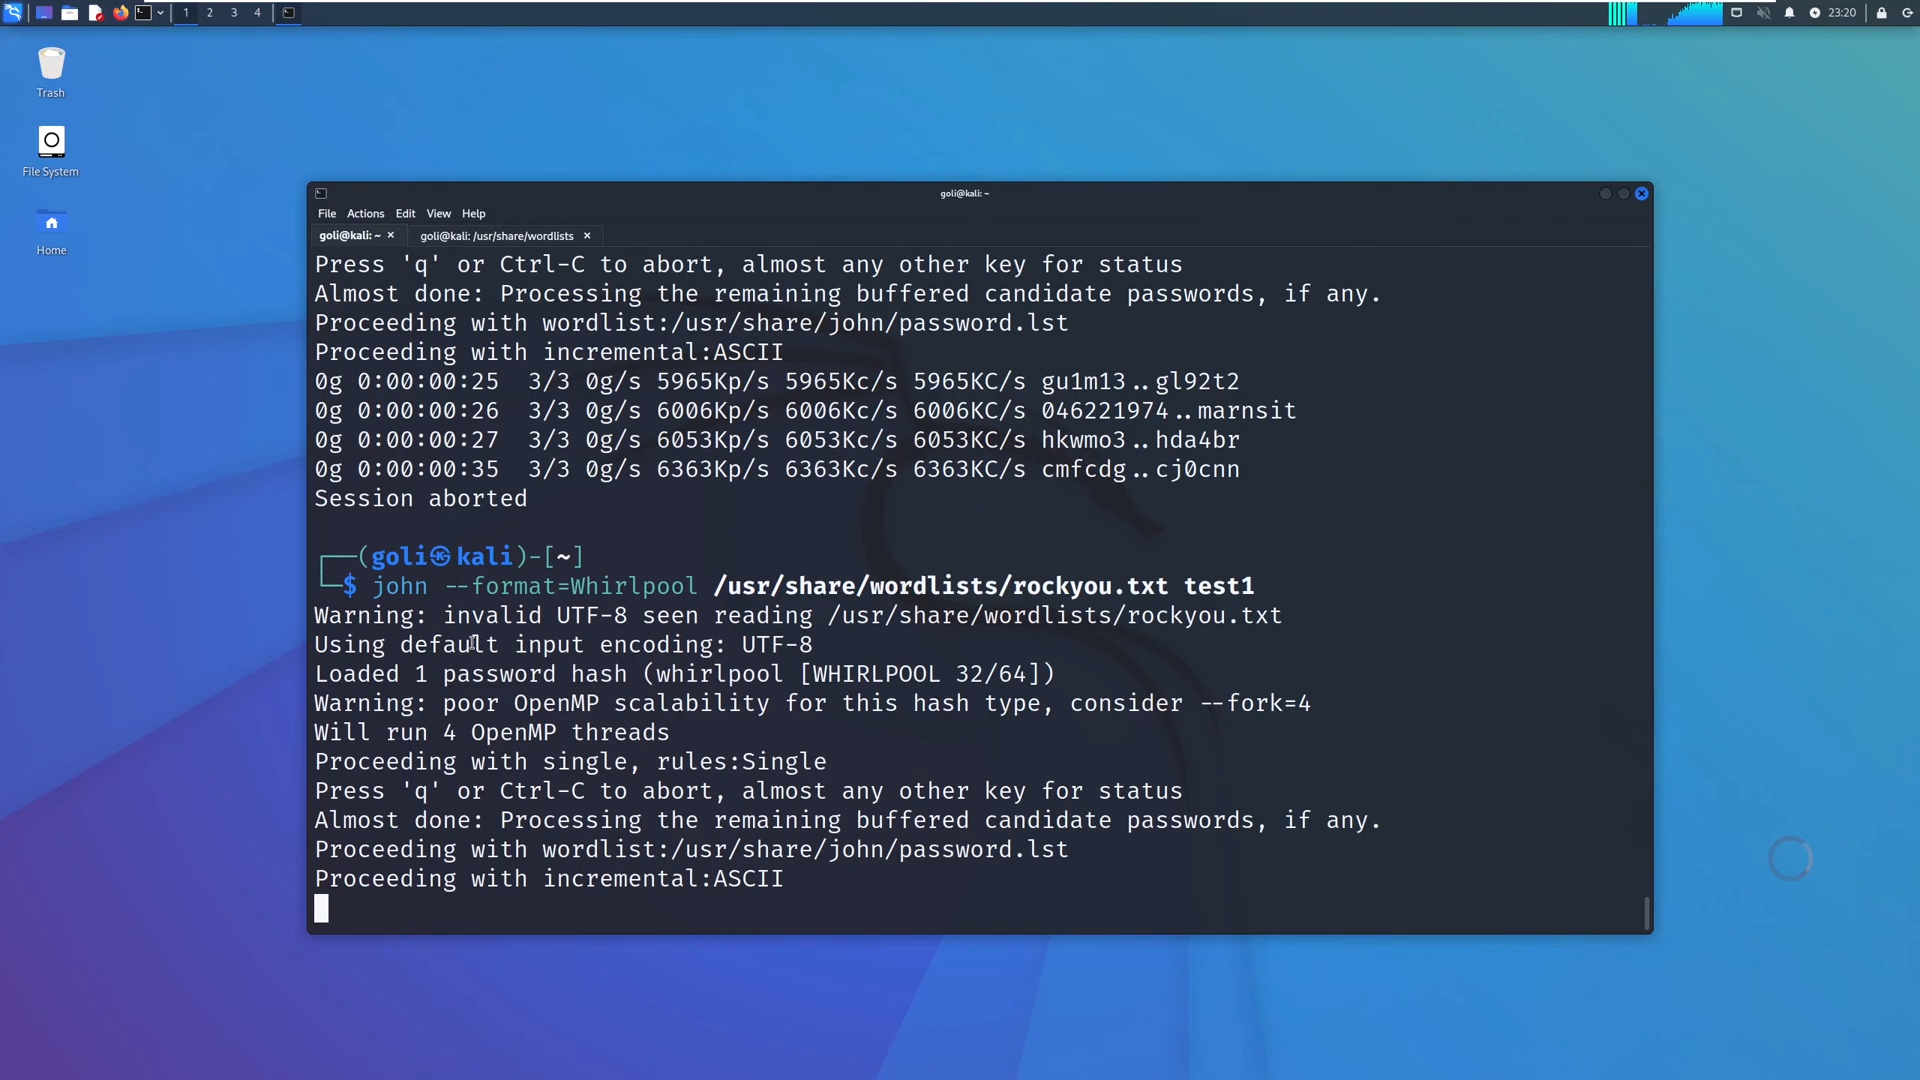 1 2 3 4
23:20
Trash
File System
Home
goli@kali: ~
File Actions Edit View Help
goli@kali: ~ × goli@kali: /usr/share/wordlists ×
Press 'q' or Ctrl-C to abort, almost any other key for status
Almost done: Processing the remaining buffered candidate passwords, if any.
Proceeding with wordlist:/usr/share/john/password.lst
Proceeding with incremental:ASCII
0g 0:00:00:25  3/3 0g/s 5965Kp/s 5965Kc/s 5965KC/s gu1m13..gl92t2
0g 0:00:00:26  3/3 0g/s 6006Kp/s 6006Kc/s 6006KC/s 046221974..marnsit
0g 0:00:00:27  3/3 0g/s 6053Kp/s 6053Kc/s 6053KC/s hkwmo3..hda4br
0g 0:00:00:35  3/3 0g/s 6363Kp/s 6363Kc/s 6363KC/s cmfcdg..cj0cnn
Session aborted
┌──(goli㉿kali)-[~]
└─$ john --format=Whirlpool /usr/share/wordlists/rockyou.txt test1
Warning: invalid UTF-8 seen reading /usr/share/wordlists/rockyou.txt
Using default input encoding: UTF-8
Loaded 1 password hash (whirlpool [WHIRLPOOL 32/64])
Warning: poor OpenMP scalability for this hash type, consider --fork=4
Will run 4 OpenMP threads
Proceeding with single, rules:Single
Press 'q' or Ctrl-C to abort, almost any other key for status
Almost done: Processing the remaining buffered candidate passwords, if any.
Proceeding with wordlist:/usr/share/john/password.lst
Proceeding with incremental:ASCII